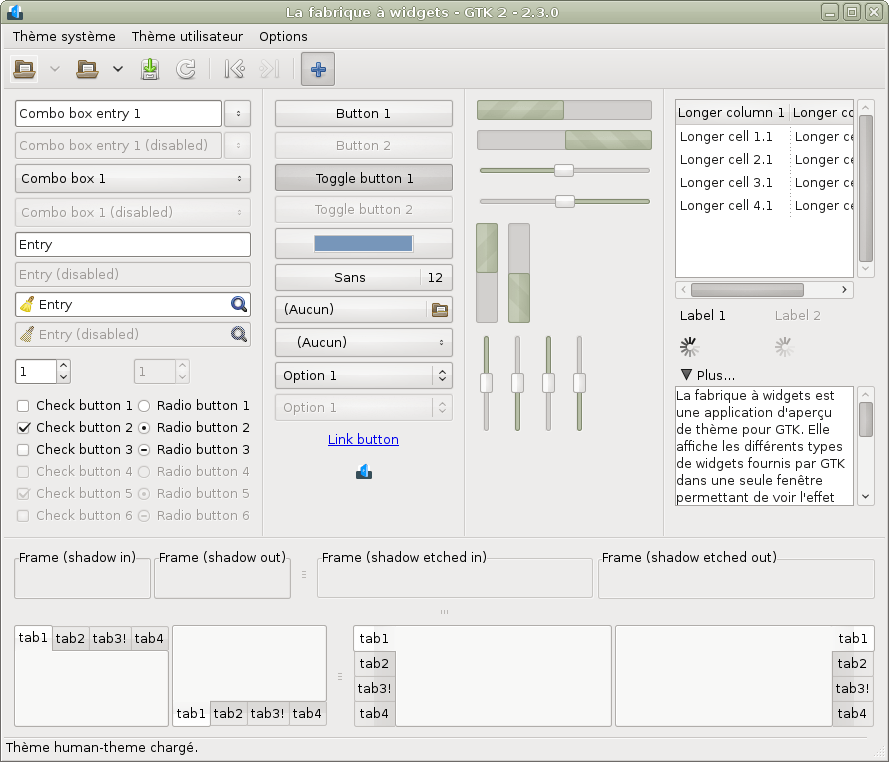 La fabrique à widgets - GTK 2 - 2.3.0
Thème système Thème utilisateur Options
Combo box entry 1
Combo box entry 1 (disabled)
Combo box 1
Combo box 1 (disabled)
Entry
Entry (disabled)
Entry
Entry (disabled)
1 1
Check button 1 Radio button 1
Check button 2 Radio button 2
Check button 3 Radio button 3
Check button 4 Radio button 4
Check button 5 Radio button 5
Check button 6 Radio button 6
Button 1
Button 2
Toggle button 1
Toggle button 2
Sans 12
(Aucun)
(Aucun)
Option 1
Option 1
Link button
Longer column 1 Longer co
Longer cell 1.1 Longer ce
Longer cell 2.1 Longer ce
Longer cell 3.1 Longer ce
Longer cell 4.1 Longer ce
Label 1 Label 2
Plus...
La fabrique à widgets est
une application d'aperçu
de thème pour GTK. Elle
affiche les différents types
de widgets fournis par GTK
dans une seule fenêtre
permettant de voir l'effet
Frame (shadow in) Frame (shadow out) Frame (shadow etched in) Frame (shadow etched out)
tab1 tab2 tab3! tab4
tab1 tab2 tab3! tab4
tab1
tab2
tab3!
tab4
tab1
tab2
tab3!
tab4
Thème human-theme chargé.